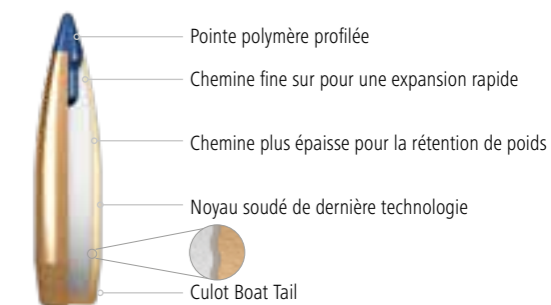 Pointe polymère profilée
Chemine fine sur pour une expansion rapide
Chemine plus épaisse pour la rétention de poids
Noyau soudé de dernière technologie
Culot Boat Tail